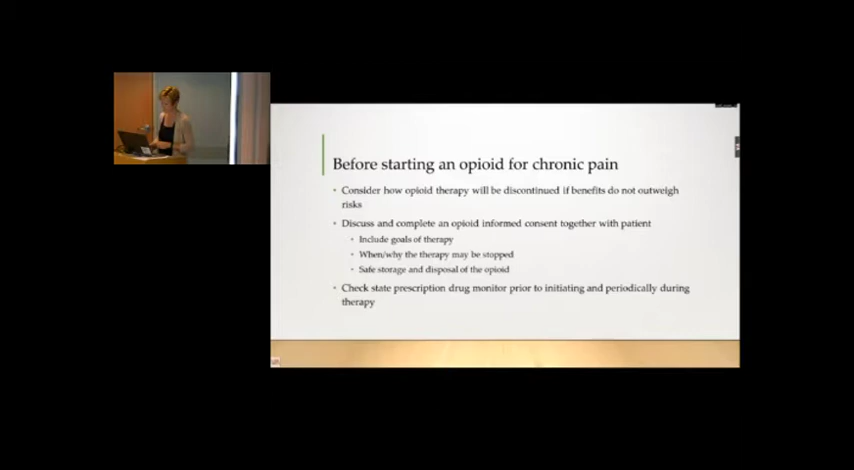 Before starting an opioid for chronic pain
• Consider how opioid therapy will be discontinued if benefits do not outweigh
risks
• Discuss and complete an opioid informed consent together with patient
• Include goals of therapy
• When/why the therapy may be stopped
• Safe storage and disposal of the opioid
• Check state prescription drug monitor prior to initiating and periodically during
therapy